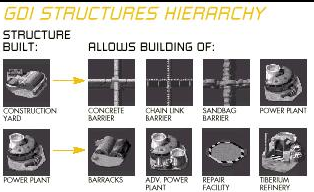 GDI STRUCTURES HIERARCHY
STRUCTURE
BUILT:
ALLOWS BUILDING OF:
CONSTRUCTION
YARD
CONCRETE
BARRIER
CHAIN LINK
BARRIER
SANDBAG
BARRIER
POWER PLANT
POWER PLANT
BARRACKS
ADV. POWER
PLANT
REPAIR
FACILITY
TIBERIUM
REFINERY